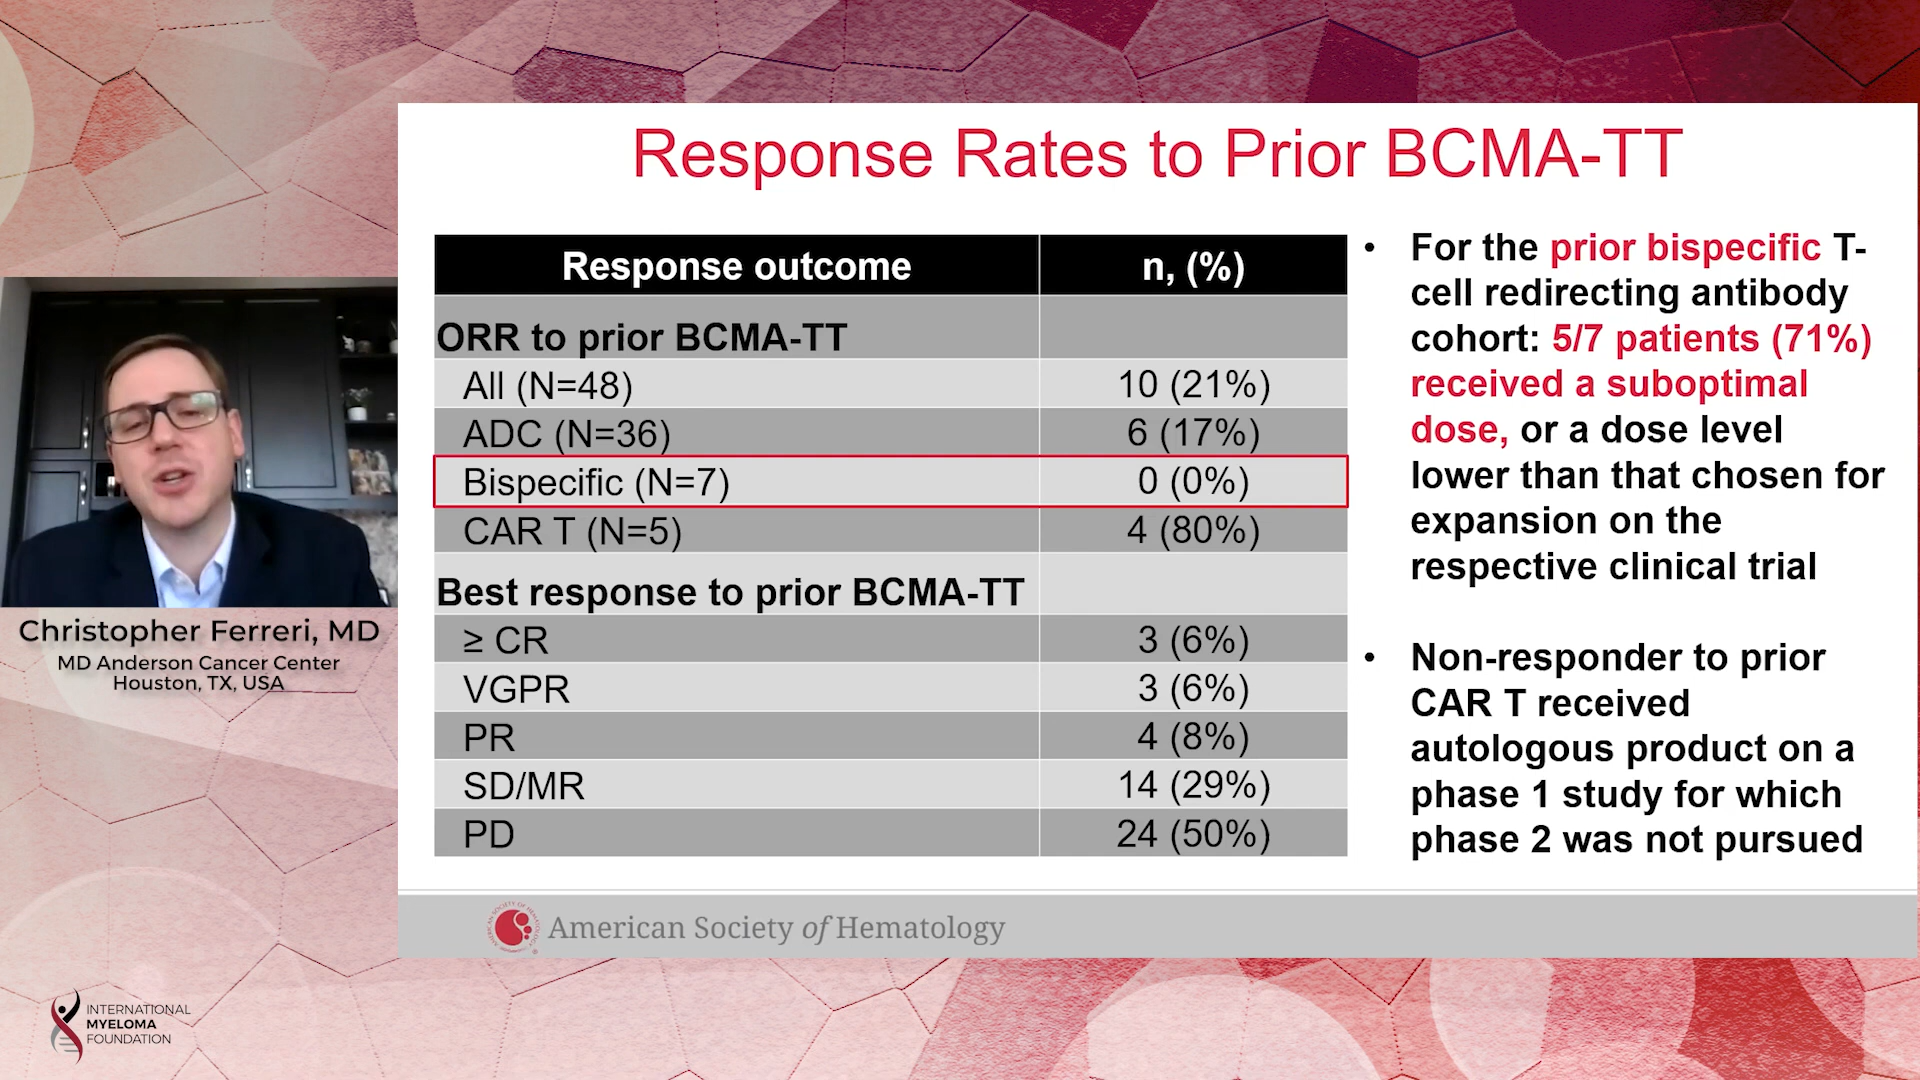 Response Rates to Prior BCMA-TT
Response outcome n, (%)
ORR to prior BCMA-TT
All (N=48) 10 (21%)
ADC (N=36) 6 (17%)
Bispecific (N=7) 0 (0%)
CAR T (N=5) 4 (80%)
Best response to prior BCMA-TT
≥ CR 3 (6%)
VGPR 3 (6%)
PR 4 (8%)
SD/MR 14 (29%)
PD 24 (50%)
• For the prior bispecific T-
cell redirecting antibody
cohort: 5/7 patients (71%)
received a suboptimal
dose, or a dose level
lower than that chosen for
expansion on the
respective clinical trial
• Non-responder to prior
CAR T received
autologous product on a
phase 1 study for which
phase 2 was not pursued
Christopher Ferreri, MD
MD Anderson Cancer Center
Houston, TX, USA
American Society of Hematology
INTERNATIONAL
MYELOMA
FOUNDATION